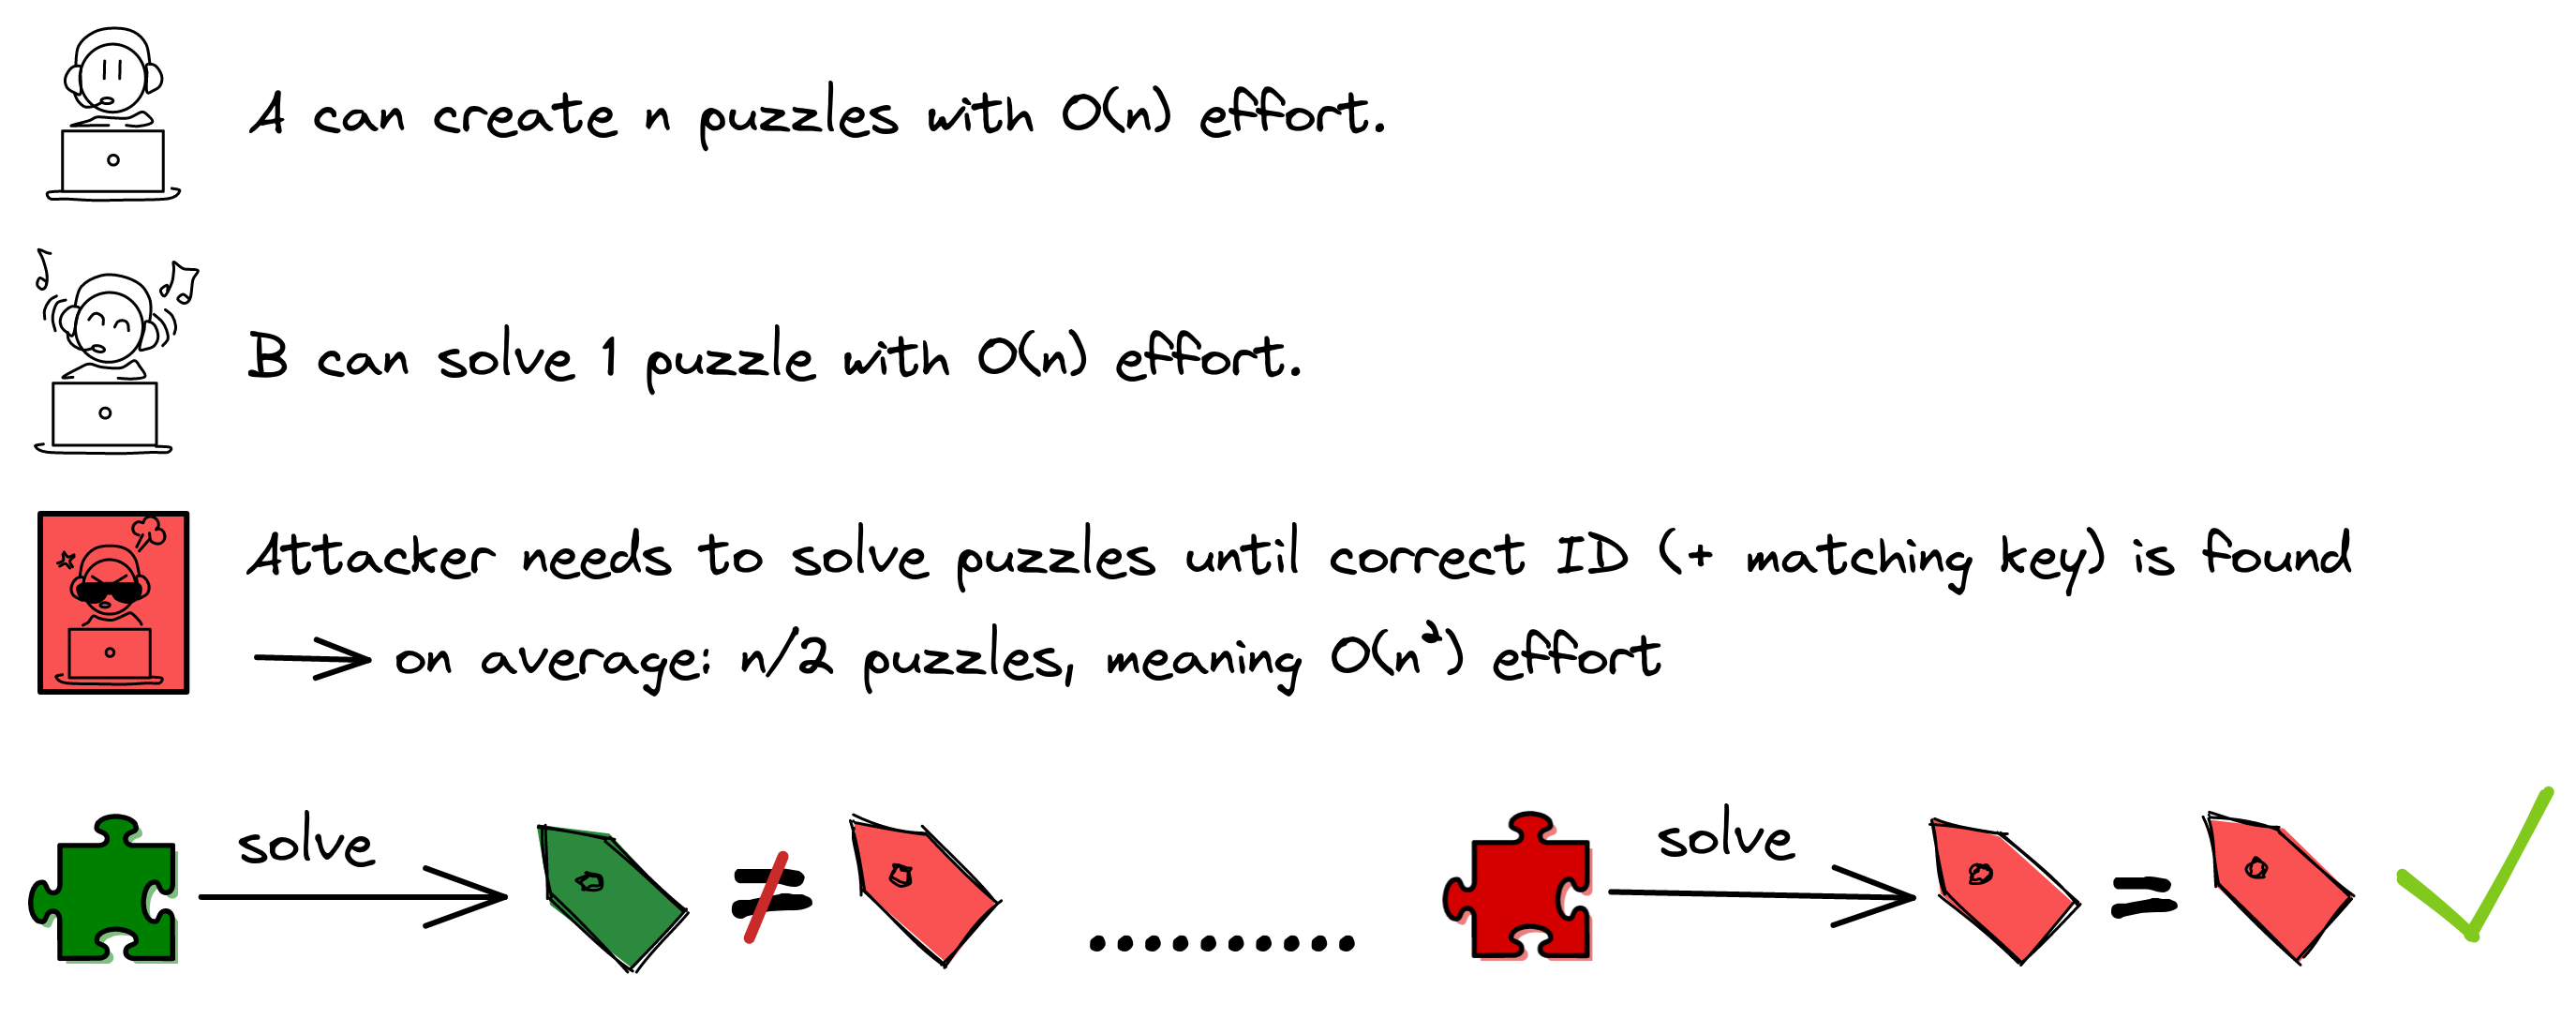 A can create n puzzles with O(n) effort.
B can solve 1 puzzle with O(n) effort.
Attacker needs to solve puzzles until correct ID (+ matching key) is found
→ on average: n/2 puzzles, meaning O(n²) effort
solve
≠
..........
solve
=